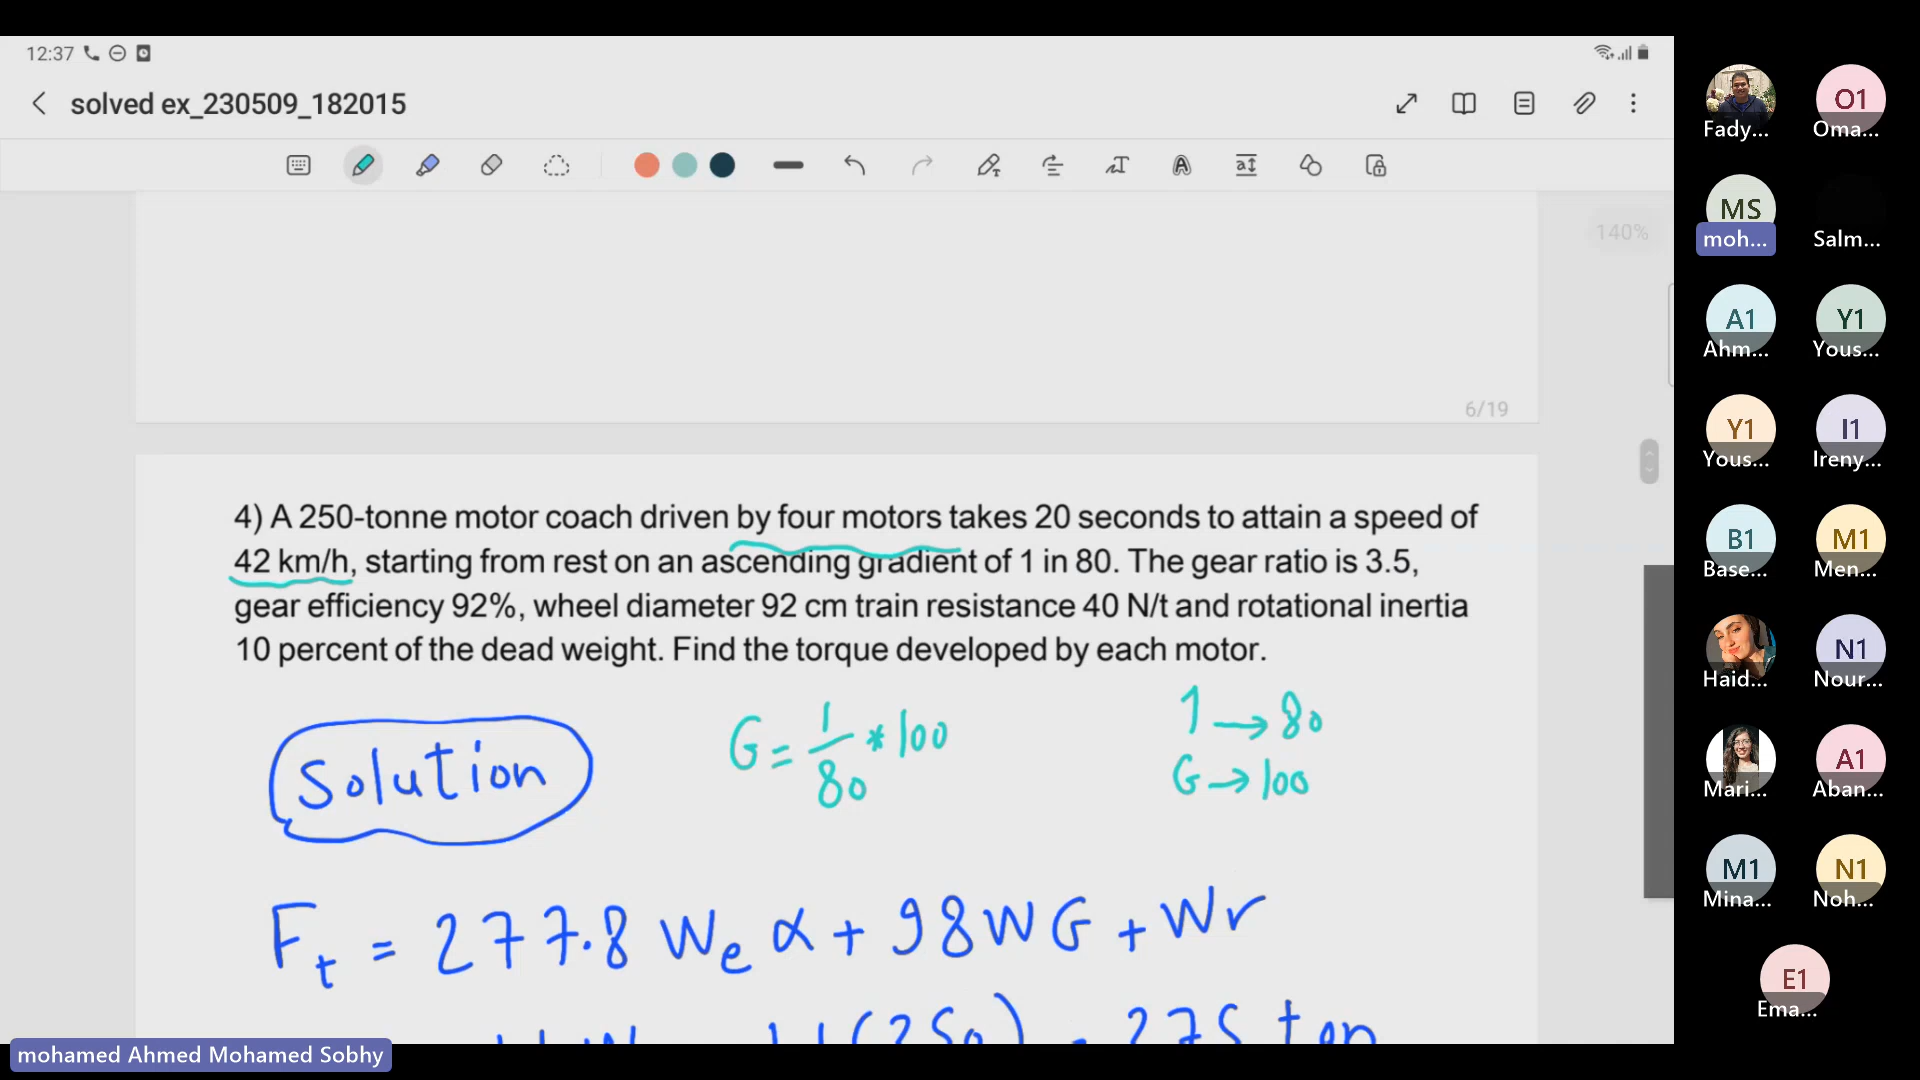 12:37
solved ex_230509_182015
140%
6/19
4) A 250-tonne motor coach driven by four motors takes 20 seconds to attain a speed of
42 km/h, starting from rest on an ascending gradient of 1 in 80. The gear ratio is 3.5,
gear efficiency 92%, wheel diameter 92 cm train resistance 40 N/t and rotational inertia
10 percent of the dead weight. Find the torque developed by each motor.
Solution
G = 1/80 * 100
1 → 80
G → 100
Ft = 277.8 We α + 98 W G + Wr
(250) = 275 ton
mohamed Ahmed Mohamed Sobhy
Fady...
O1
Oma...
MS
moh...
Salm...
A1
Ahm...
Y1
Yous...
Y1
Yous...
I1
Ireny...
B1
Base...
M1
Men...
Haid...
N1
Nour...
Mari...
A1
Aban...
M1
Mina...
N1
Noh...
E1
Ema...